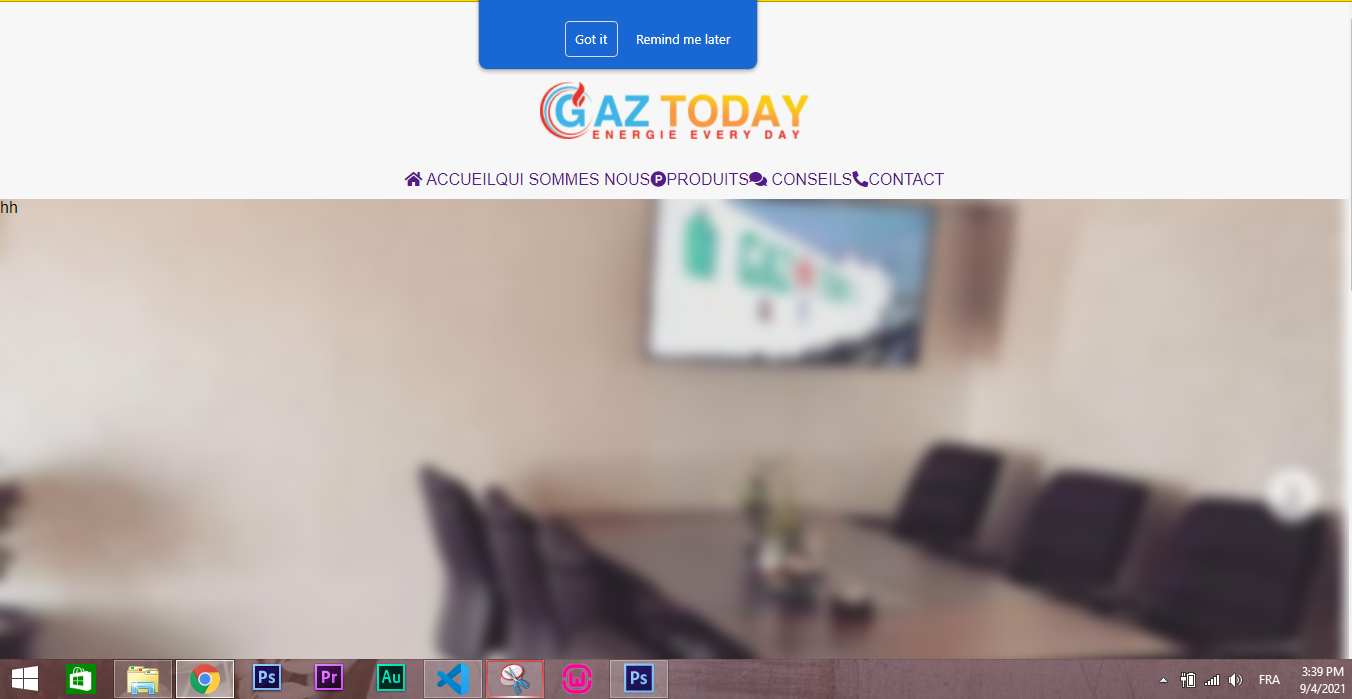 Got it Remind me later
GAZ TODAY
ENERGIE EVERY DAY
ACCUEILQUI SOMMES NOUSPPRODUITS CONSEILSCONTACT
hh
Ps Pr Au Ps
FRA
3:39 PM
9/4/2021